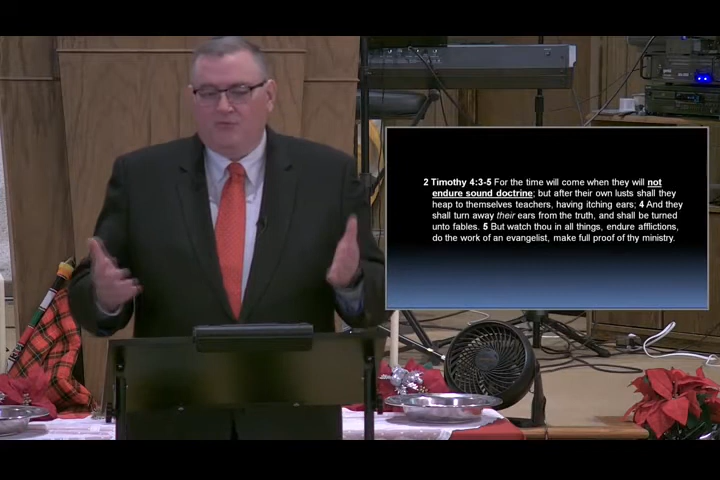 2 Timothy 4:3-5 For the time will come when they will not
endure sound doctrine; but after their own lusts shall they
heap to themselves teachers, having itching ears; 4 And they
shall turn away their ears from the truth, and shall be turned
unto fables. 5 But watch thou in all things, endure afflictions,
do the work of an evangelist, make full proof of thy ministry.